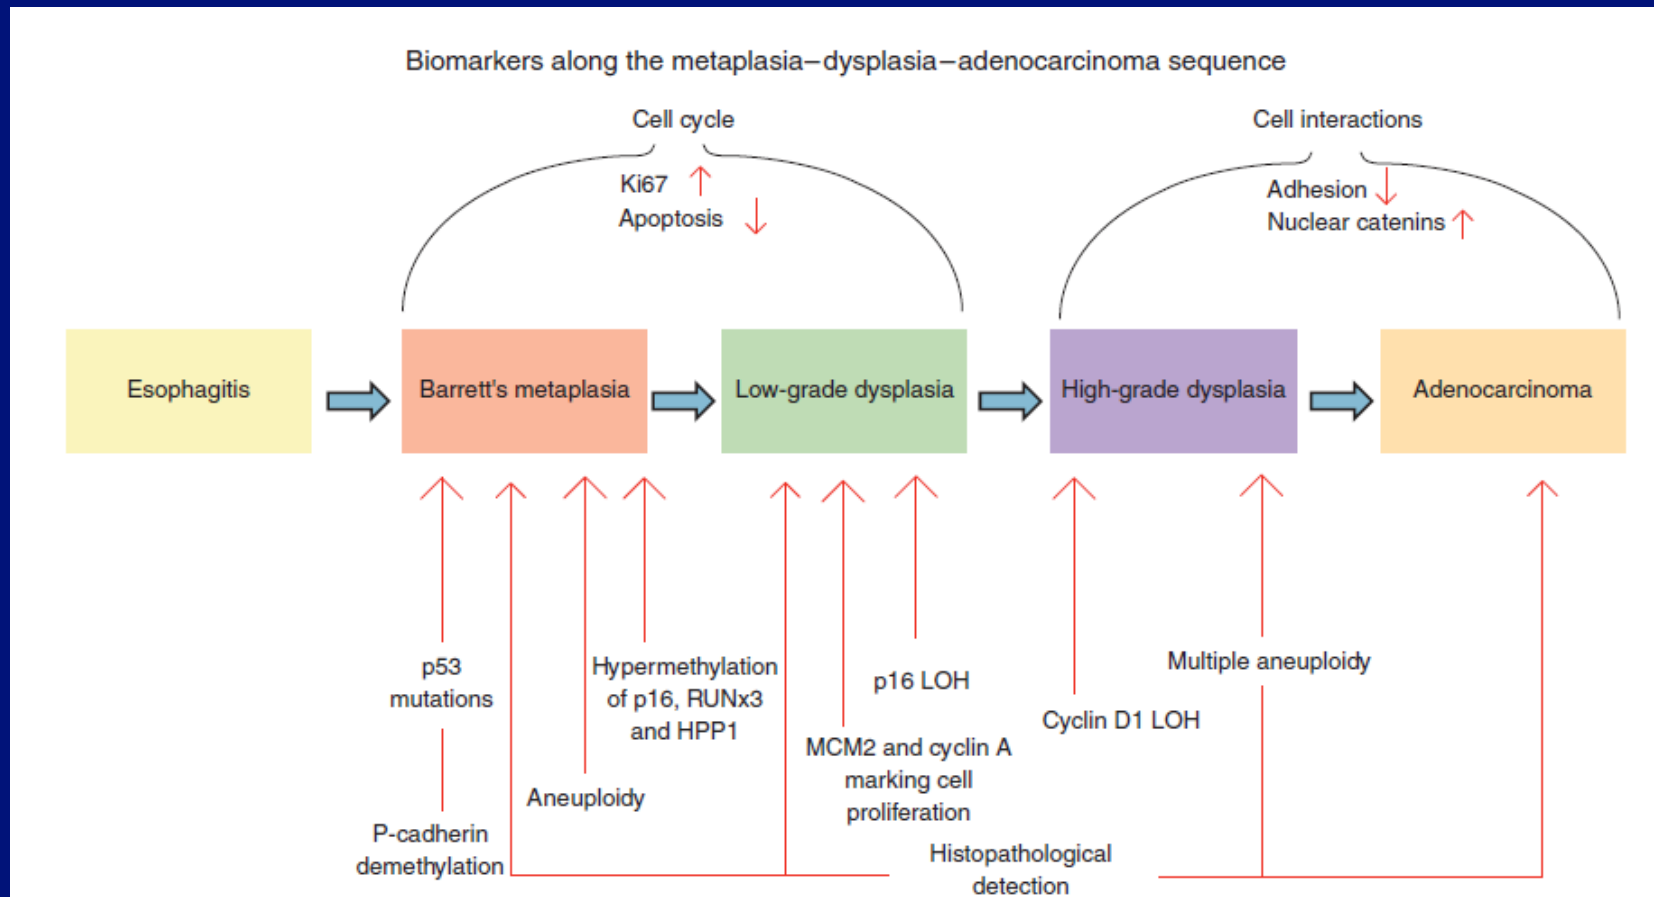 Biomarkers along the metaplasia–dysplasia–adenocarcinoma sequence
Cell cycle
Ki67
Apoptosis
Cell interactions
Adhesion
Nuclear catenins
Esophagitis
Barrett's metaplasia
Low-grade dysplasia
High-grade dysplasia
Adenocarcinoma
p53
mutations
P-cadherin
demethylation
Aneuploidy
Hypermethylation
of p16, RUNx3
and HPP1
p16 LOH
MCM2 and cyclin A
marking cell
proliferation
Cyclin D1 LOH
Multiple aneuploidy
Histopathological
detection